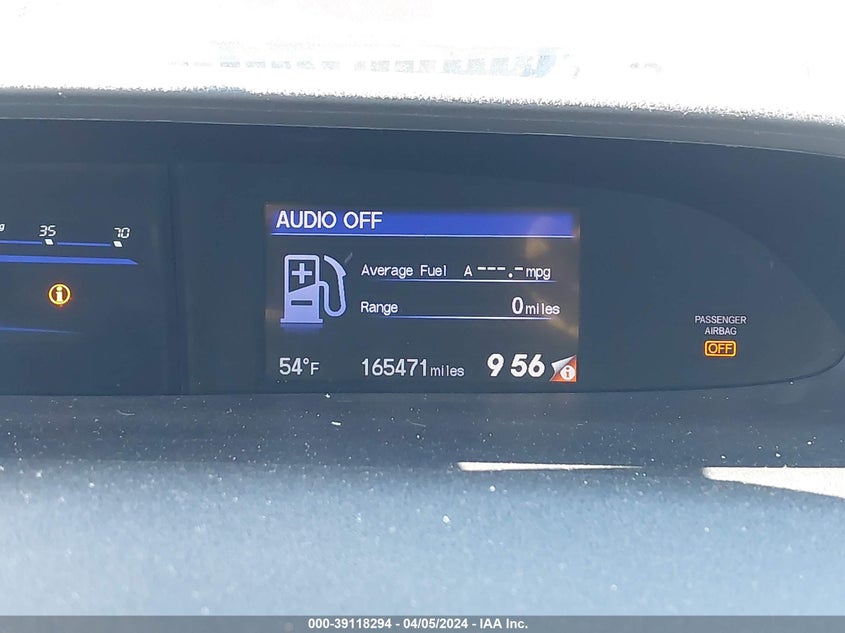 35 70
AUDIO OFF
Average Fuel A ---.- mpg
Range 0 miles
54°F 165471 miles 9 56
PASSENGER
AIRBAG
OFF
000-39118294 - 04/05/2024 - IAA Inc.